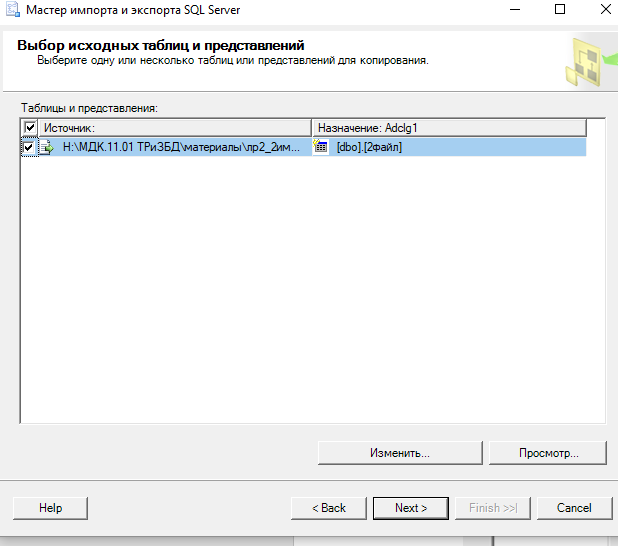 Мастер импорта и экспорта SQL Server
Выбор исходных таблиц и представлений
Выберите одну или несколько таблиц или представлений для копирования.
Таблицы и представления:
Источник: Назначение: Adclg1
H:\МДК.11.01 ТРиЗБД\материалы\лр2_2им... [dbo].[2файл]
Изменить... Просмотр...
Help < Back Next > Finish >>| Cancel